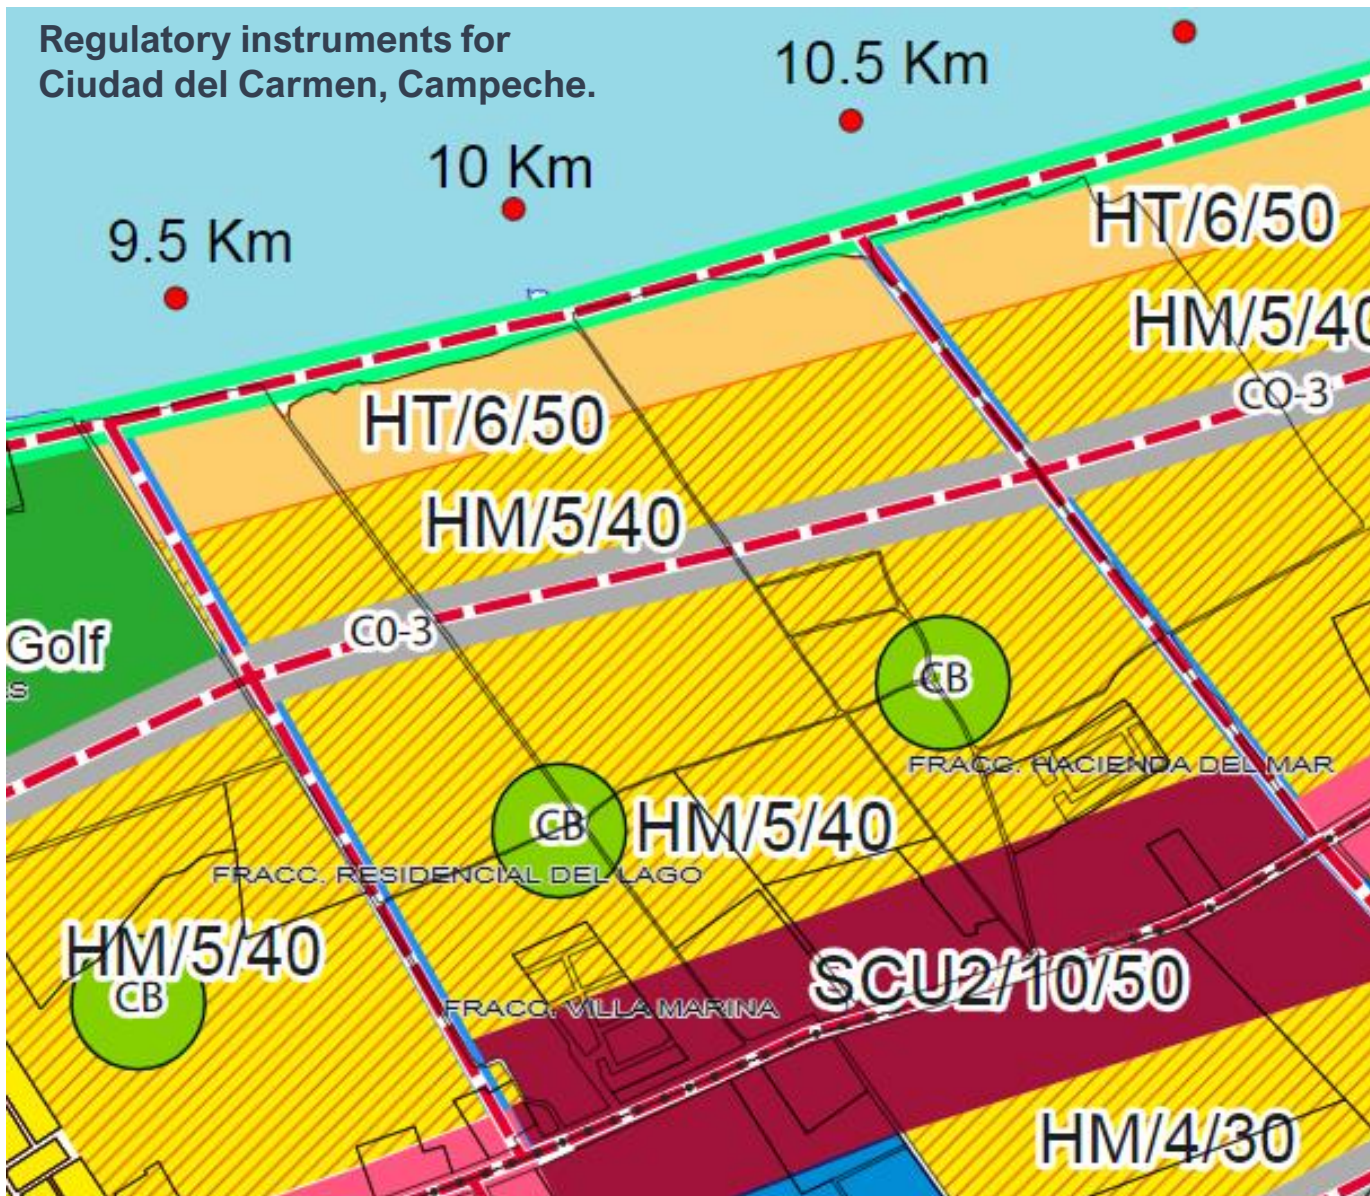 Regulatory instruments for
Ciudad del Carmen, Campeche.
10.5 Km
10 Km
9.5 Km
HT/6/50
HM/5/40
CO-3
HT/6/50
HM/5/40
C0-3
Golf
CB
FRACC. HACIENDA DEL MAR
CB
HM/5/40
FRACC. RESIDENCIAL DEL LAGO
HM/5/40
CB
SCU2/10/50
FRACC. VILLA MARINA
HM/4/30